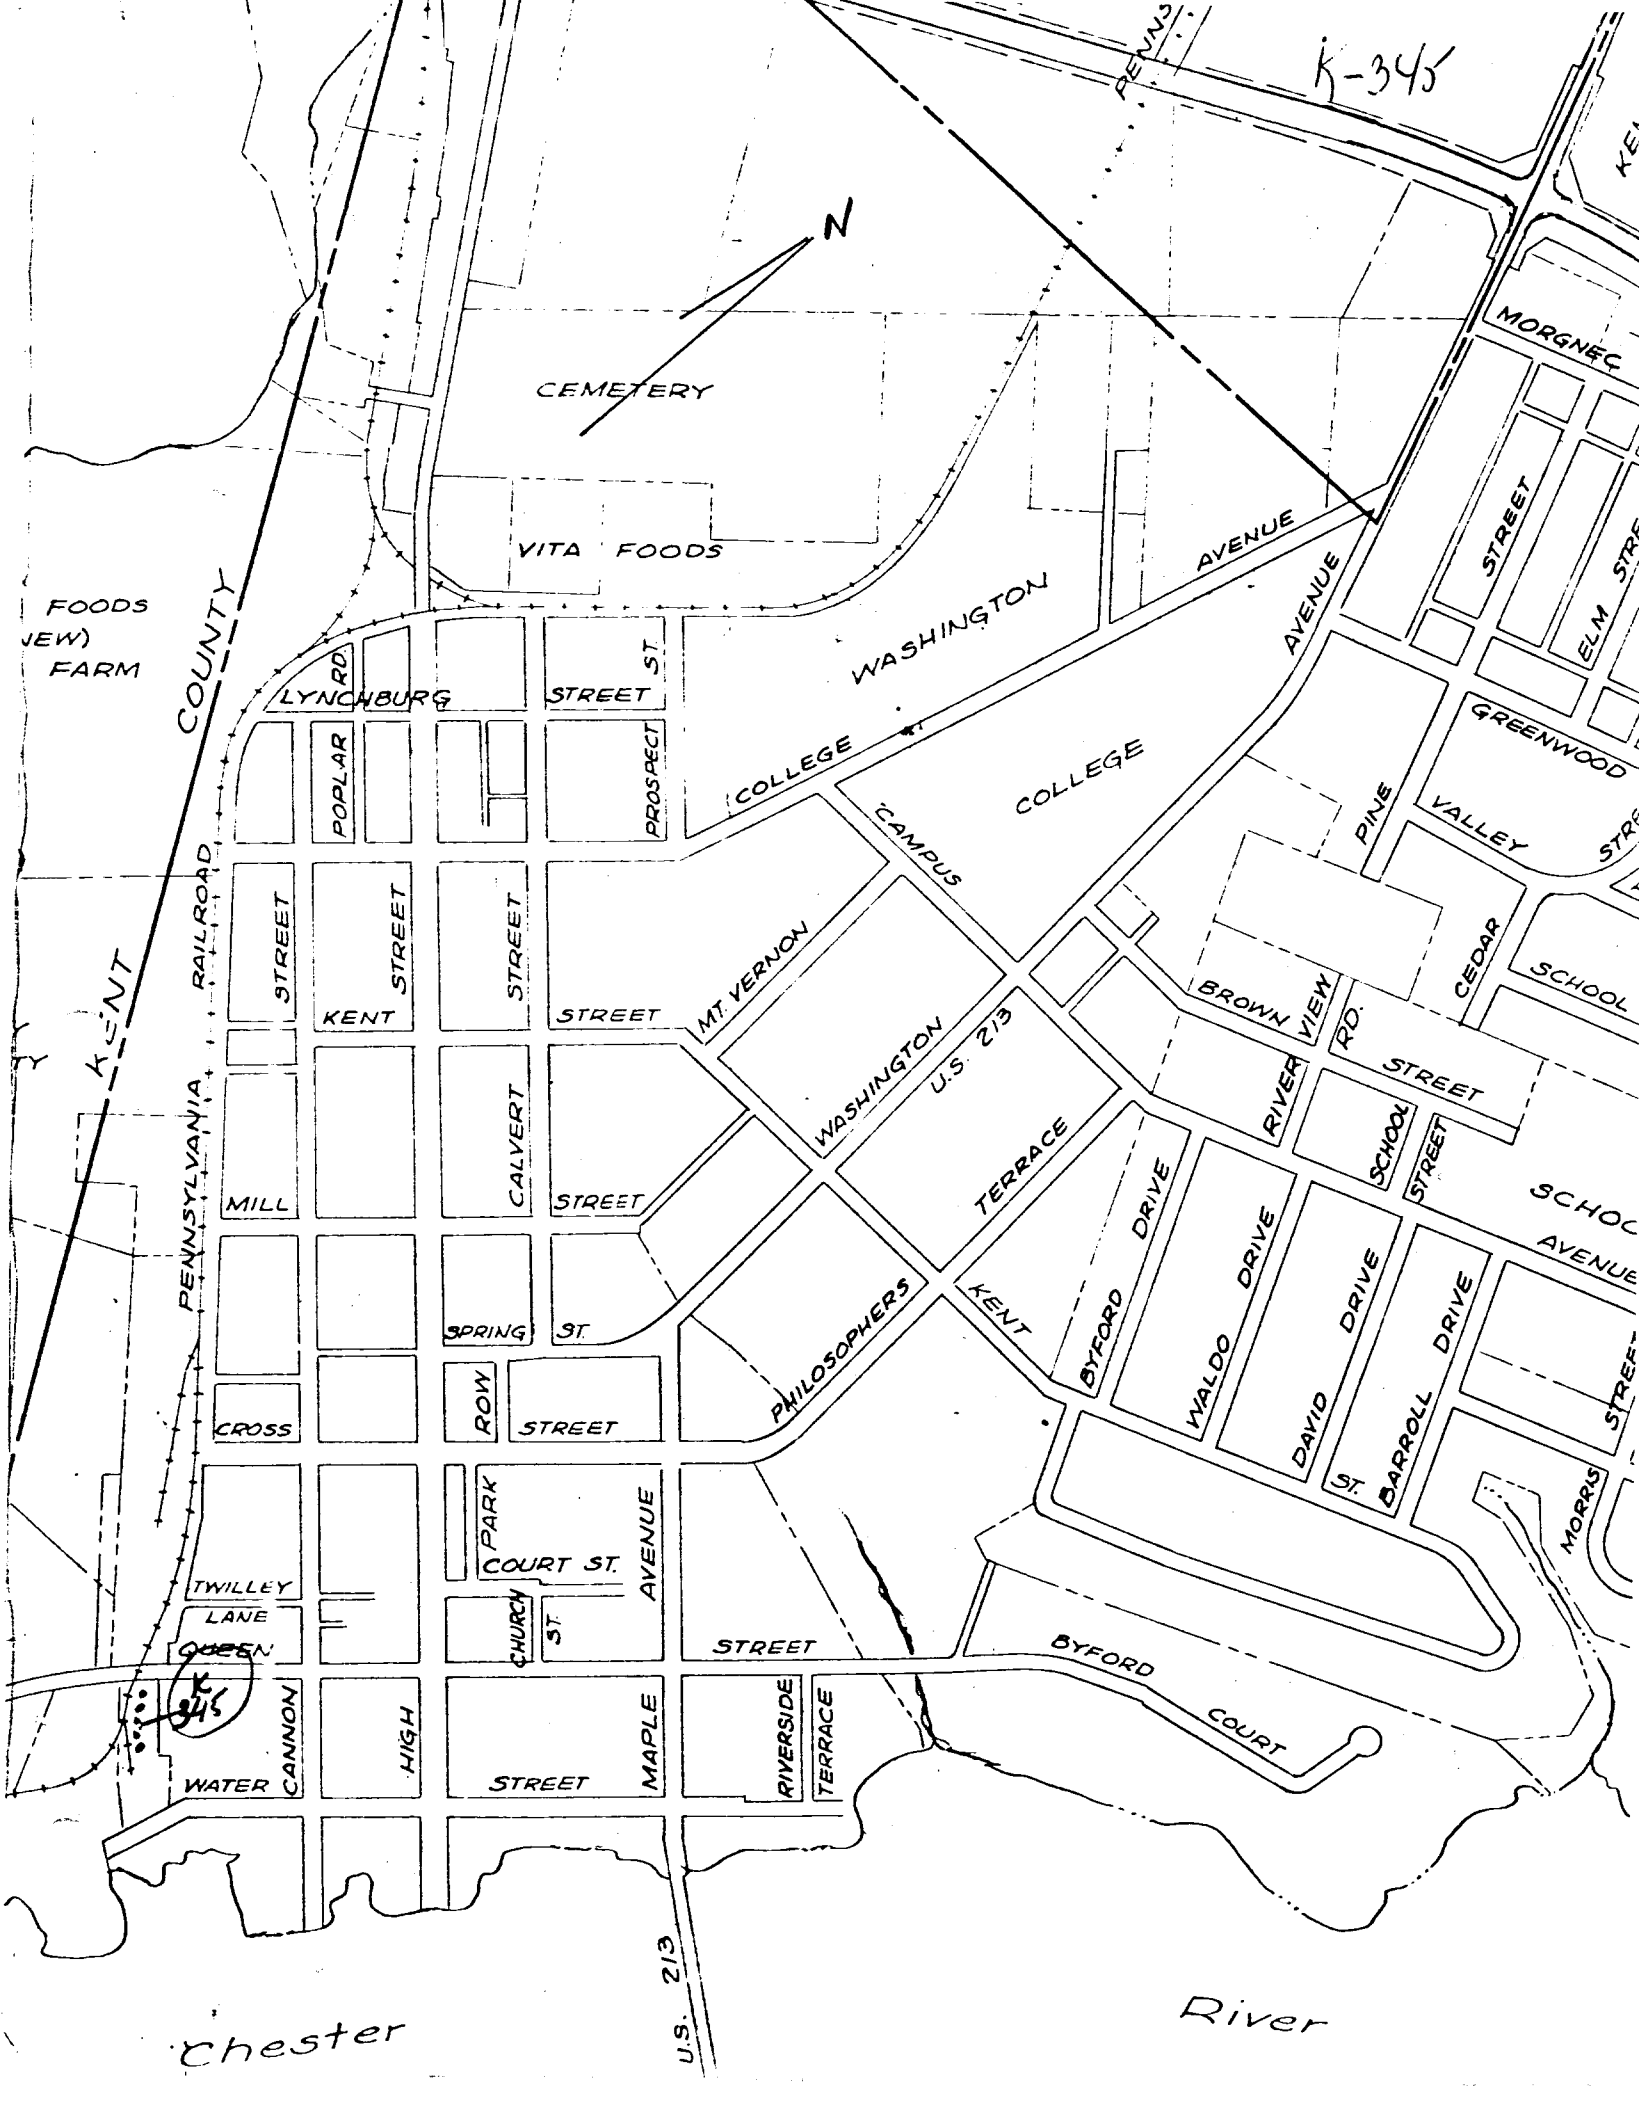 PENNS
K-345
N
MORGNEC
CEMETERY
STREET
AVENUE
VITA FOODS
ELM
WASHINGTON
AVENUE
FOODS
FARM
COUNTY
RD.
ST.
LYNCHBURG
STREET
GREENWOOD
POPLAR
PROSPECT
COLLEGE
COLLEGE
CAMPUS
PINE
VALLEY
RAILROAD
STREET
STREET
STREET
MT. VERNON
CEDAR
SCHOOL
KENT
KENT
STREET
BROWN
VIEW
RD.
STREET
WASHINGTON
U.S. 213
RIVER
SCHOOL
STREET
PENNSYLVANIA
CALVERT
MILL
STREET
TERRACE
DRIVE
DRIVE
DRIVE
DRIVE
AVENUE
SPRING
ST.
PHILOSOPHERS
KENT
BYFORD
WALDO
DAVID
BARROLL
ST.
CROSS
ROW
STREET
STREET
MORRIS
PARK
COURT ST.
AVENUE
TWILLEY
LANE
CHURCH
ST.
QUEEN
STREET
BYFORD
COURT
K
345
CANNON
HIGH
MAPLE
RIVERSIDE
TERRACE
WATER
STREET
U.S. 213
Chester
River